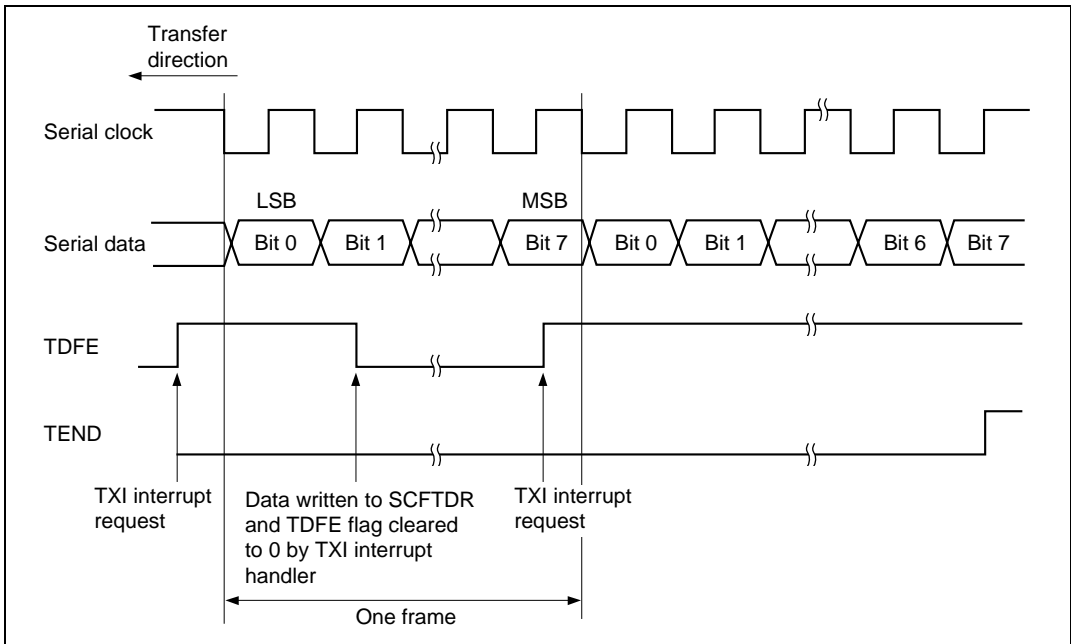 Transfer
direction
Serial clock
LSB MSB
Serial data Bit 0 Bit 1 Bit 7 Bit 0 Bit 1 Bit 6 Bit 7
TDFE
TEND
TXI interrupt
request
Data written to SCFTDR
and TDFE flag cleared
to 0 by TXI interrupt
handler
TXI interrupt
request
One frame